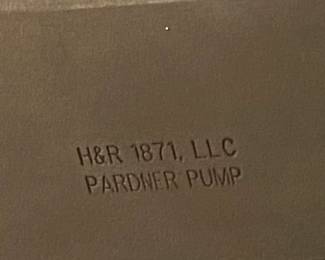 H&R 1871, LLC
PARDNER PUMP